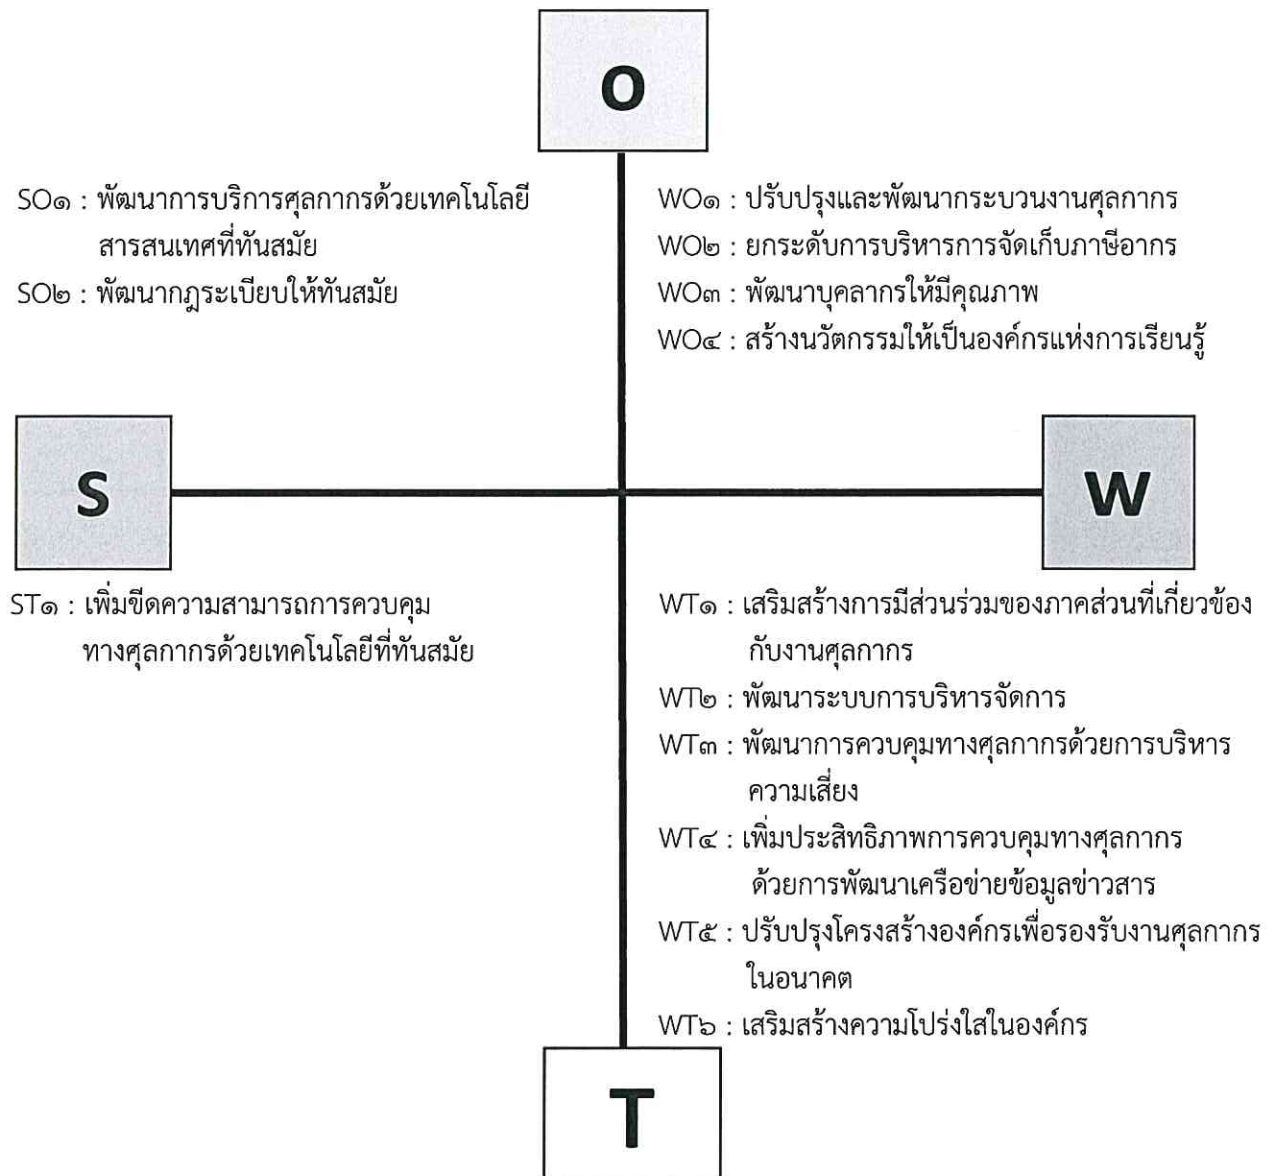 O
SO๑ : พัฒนาการบริการศุลกากรด้วยเทคโนโลยี
สารสนเทศที่ทันสมัย
SO๒ : พัฒนากฎระเบียบให้ทันสมัย
WO๑ : ปรับปรุงและพัฒนากระบวนงานศุลกากร
WO๒ : ยกระดับการบริหารการจัดเก็บภาษีอากร
WO๓ : พัฒนาบุคลากรให้มีคุณภาพ
WO๔ : สร้างนวัตกรรมให้เป็นองค์กรแห่งการเรียนรู้
S
W
ST๑ : เพิ่มขีดความสามารถการควบคุม
ทางศุลกากรด้วยเทคโนโลยีที่ทันสมัย
WT๑ : เสริมสร้างการมีส่วนร่วมของภาคส่วนที่เกี่ยวข้อง
กับงานศุลกากร
WT๒ : พัฒนาระบบการบริหารจัดการ
WT๓ : พัฒนาการควบคุมทางศุลกากรด้วยการบริหาร
ความเสี่ยง
WT๔ : เพิ่มประสิทธิภาพการควบคุมทางศุลกากร
ด้วยการพัฒนาเครือข่ายข้อมูลข่าวสาร
WT๕ : ปรับปรุงโครงสร้างองค์กรเพื่อรองรับงานศุลกากร
ในอนาคต
WT๖ : เสริมสร้างความโปร่งใสในองค์กร
T